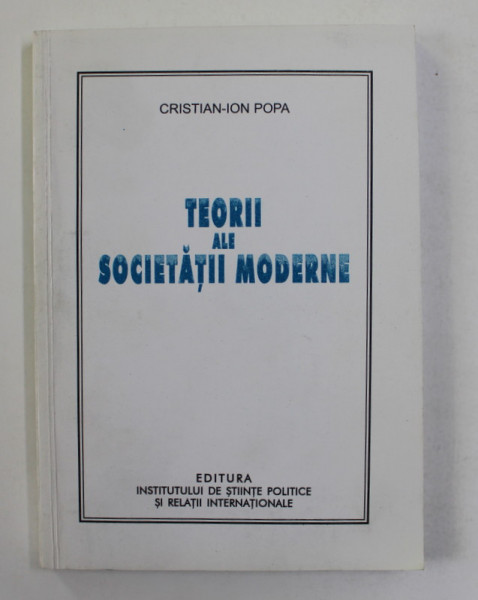 CRISTIAN-ION POPA
TEORII
ALE
SOCIETĂȚII MODERNE
EDITURA
INSTITUTULUI DE ȘTIINȚE POLITICE
ȘI RELAȚII INTERNAȚIONALE